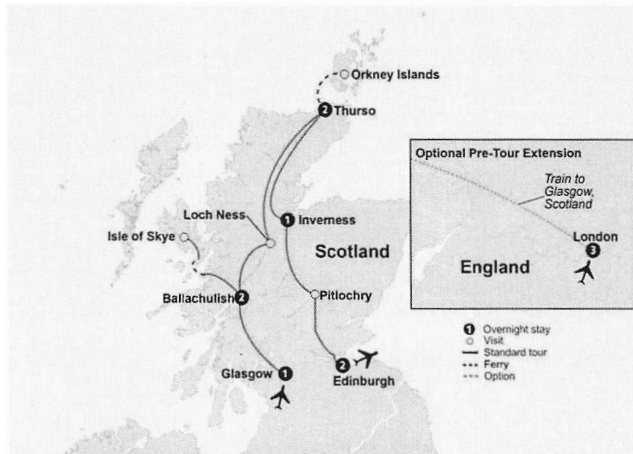 Orkney Islands
2 Thurso
Loch Ness
1 Inverness
Isle of Skye
Scotland
Ballachulish 2
Pitlochry
Glasgow 1
2
Edinburgh
Optional Pre-Tour Extension
Train to
Glasgow,
Scotland
London
3
England
1 Overnight stay
Visit
Standard tour
Ferry
Option